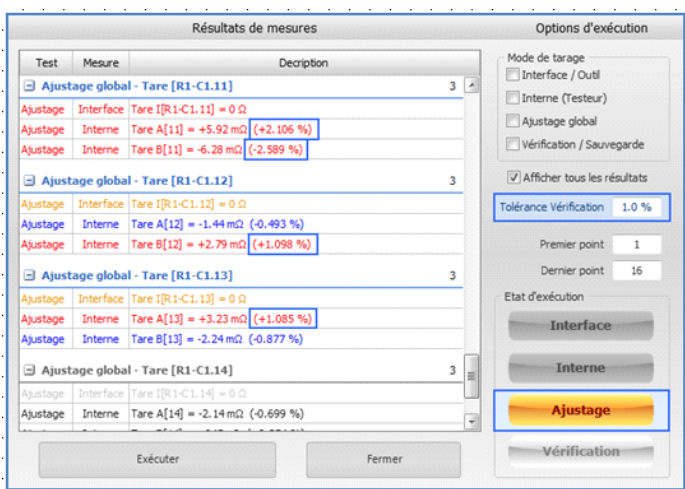 Résultats de mesures
Options d'exécution
Test Mesure Decription
Ajustage global - Tare [R1-C1.11] 3
Ajustage Interface Tare I[R1-C1.11] = 0 Ω
Ajustage Interne Tare A[11] = +5.92 mΩ (+2.106 %)
Ajustage Interne Tare B[11] = -6.28 mΩ (-2.589 %)
Ajustage global - Tare [R1-C1.12] 3
Ajustage Interface Tare I[R1-C1.12] = 0 Ω
Ajustage Interne Tare A[12] = -1.44 mΩ (-0.493 %)
Ajustage Interne Tare B[12] = +2.79 mΩ (+1.098 %)
Ajustage global - Tare [R1-C1.13] 3
Ajustage Interface Tare I[R1-C1.13] = 0 Ω
Ajustage Interne Tare A[13] = +3.23 mΩ (+1.085 %)
Ajustage Interne Tare B[13] = -2.24 mΩ (-0.877 %)
Ajustage global - Tare [R1-C1.14] 3
Ajustage Interface Tare I[R1-C1.14] = 0 Ω
Ajustage Interne Tare A[14] = -2.14 mΩ (-0.699 %)
Exécuter
Fermer
Mode de tarage
Interface / Outil
Interne (Testeur)
Ajustage global
Vérification / Sauvegarde
Afficher tous les résultats
Tolérance Vérification 1.0 %
Premier point 1
Dernier point 16
Etat d'exécution
Interface
Interne
Ajustage
Vérification